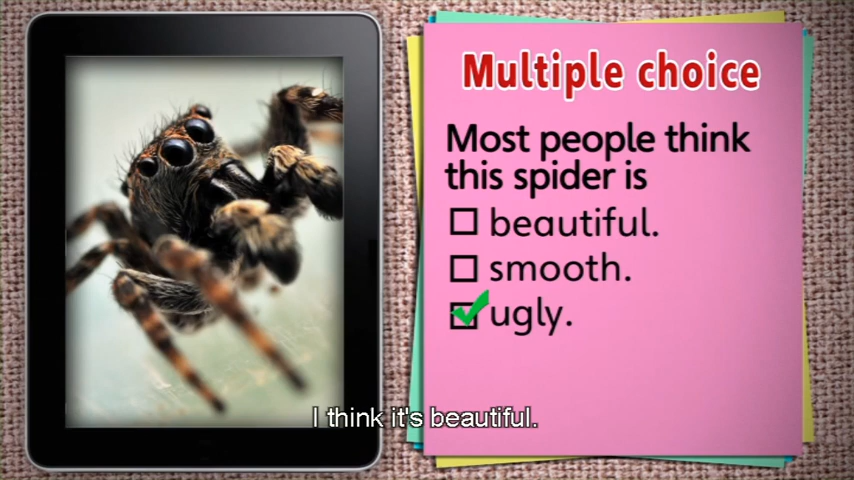 Multiple choice
Most people think
this spider is
beautiful.
smooth.
ugly.
I think it's beautiful.